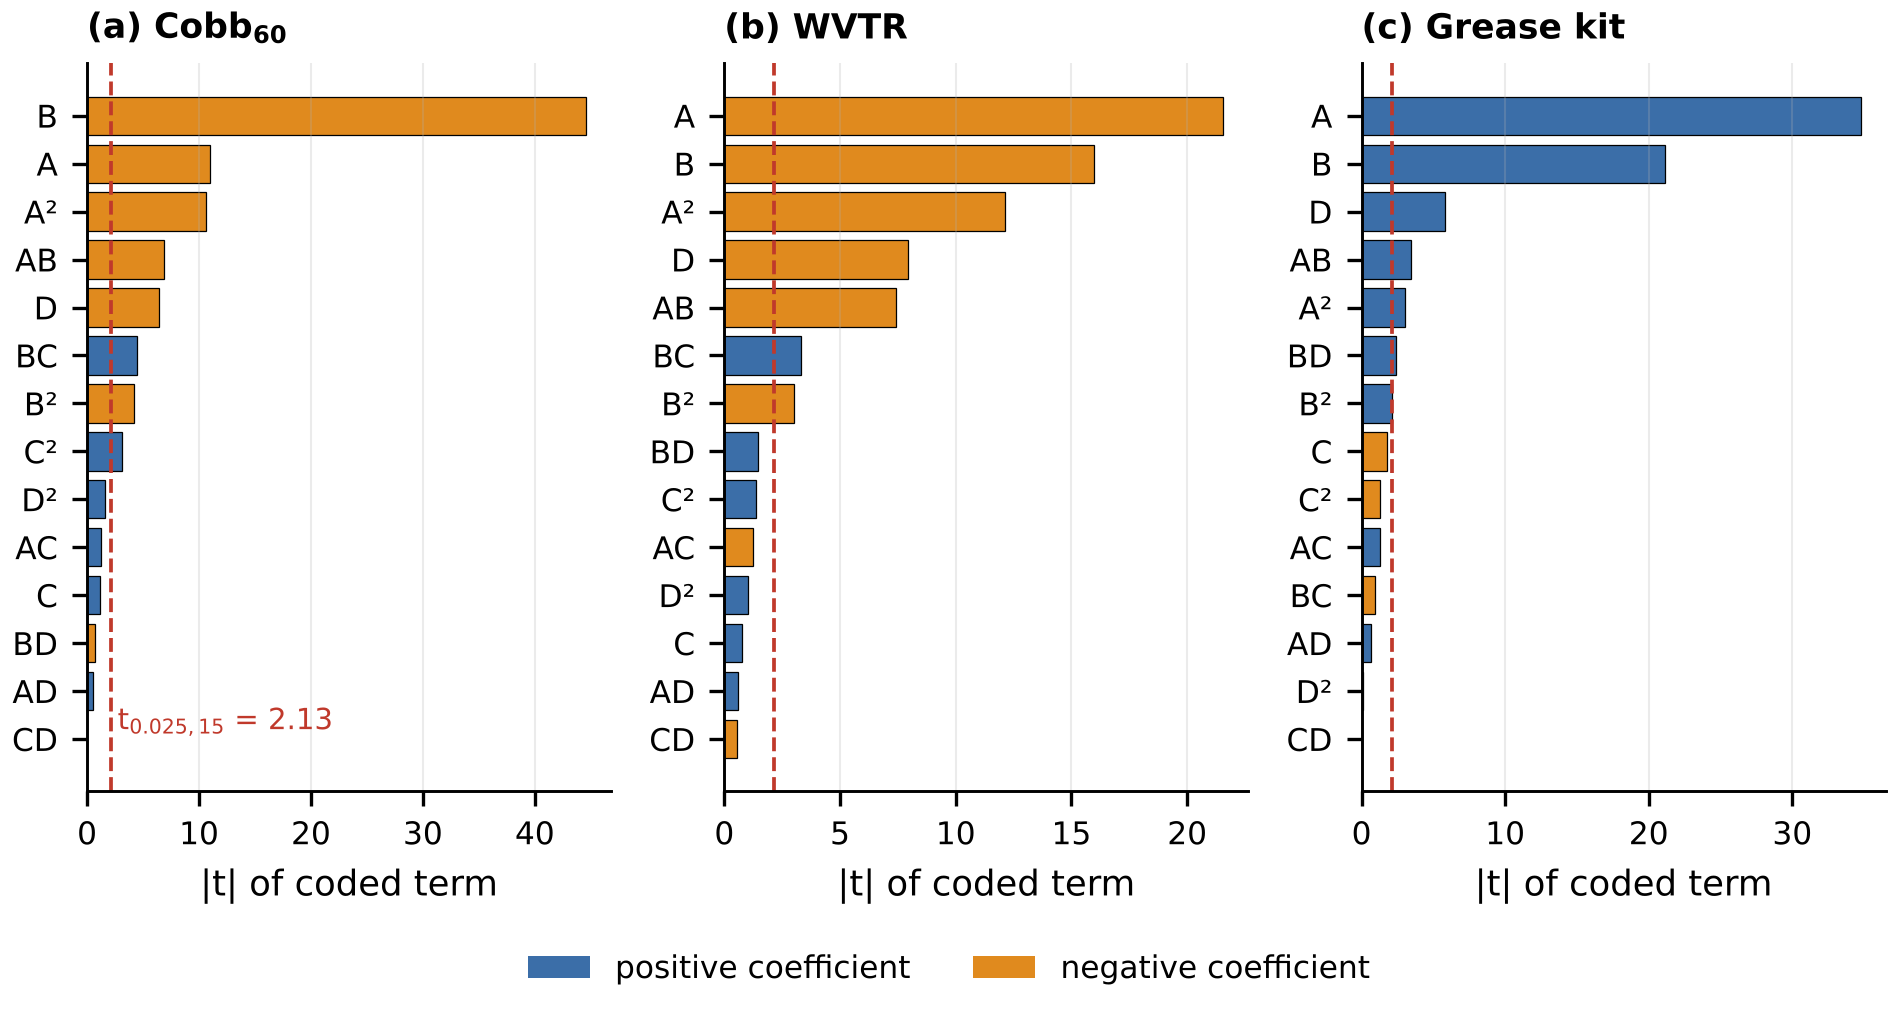 (a) Cobb₆₀
B
A
A²
AB
D
BC
B²
C²
D²
AC
C
BD
AD
CD
t₀.₀₂₅, ₁₅ = 2.13
0 10 20 30 40
|t| of coded term
(b) WVTR
A
B
A²
D
AB
BC
B²
BD
C²
AC
D²
C
AD
CD
0 5 10 15 20
|t| of coded term
(c) Grease kit
A
B
D
AB
A²
BD
B²
C
C²
AC
BC
AD
D²
CD
0 10 20 30
|t| of coded term
positive coefficient
negative coefficient